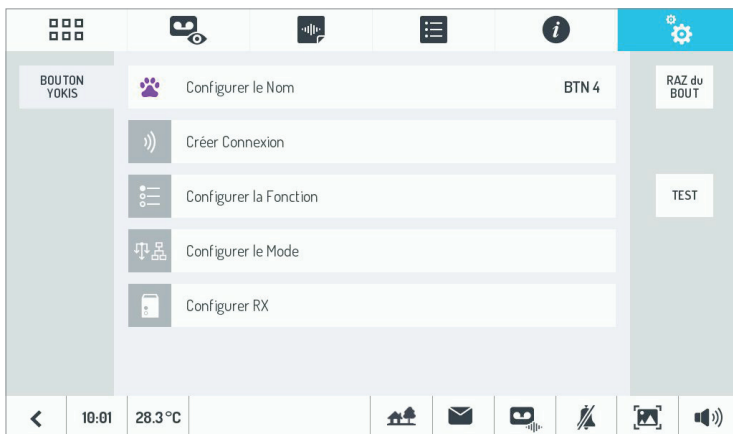 BOUTON
YOKIS
Configurer le Nom BTN 4
RAZ du
BOUT
Créer Connexion
Configurer la Fonction
TEST
Configurer le Mode
Configurer RX
10:01 28.3°C